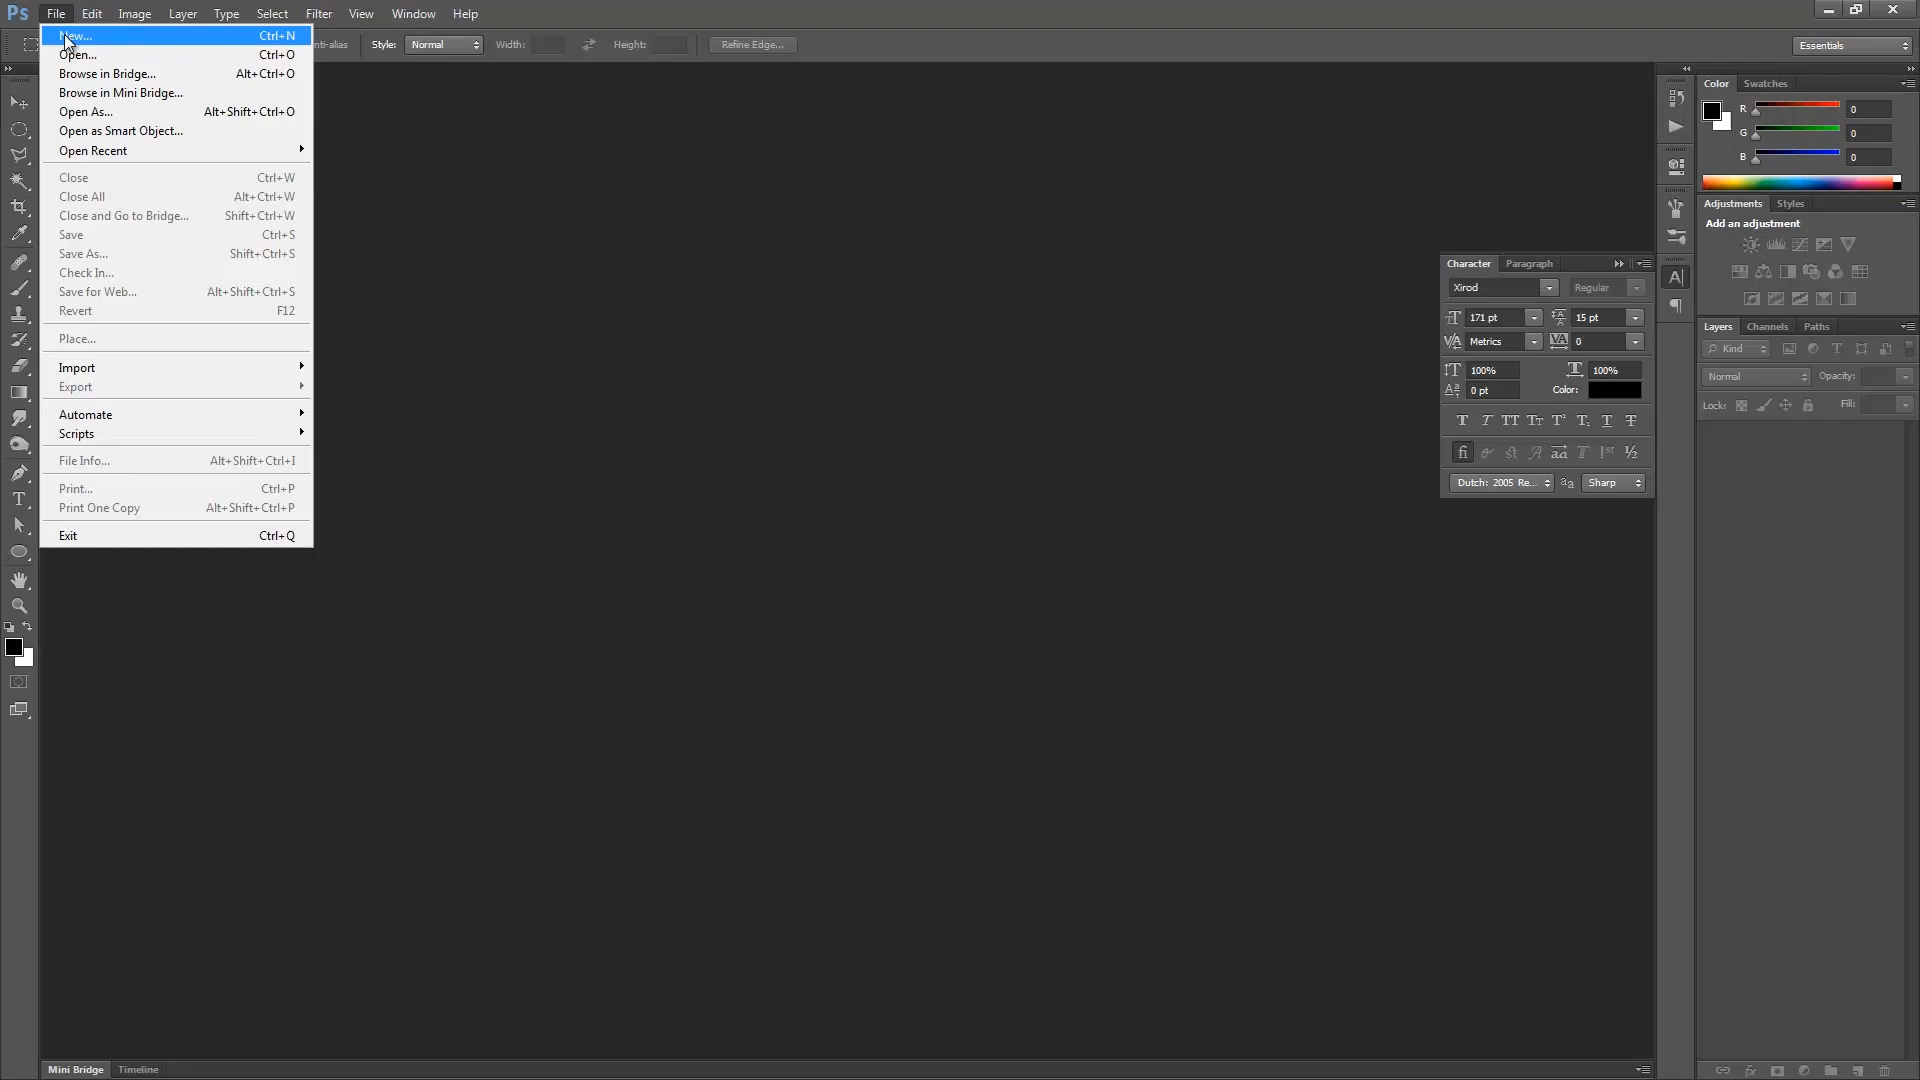 Ps File Edit Image Layer Type Select Filter View Window Help
New... Ctrl+N
Open... Ctrl+O
Browse in Bridge... Alt+Ctrl+O
Browse in Mini Bridge...
Open As... Alt+Shift+Ctrl+O
Open as Smart Object...
Open Recent
Close Ctrl+W
Close All Alt+Ctrl+W
Close and Go to Bridge... Shift+Ctrl+W
Save Ctrl+S
Save As... Shift+Ctrl+S
Check In...
Save for Web... Alt+Shift+Ctrl+S
Revert F12
Place...
Import
Export
Automate
Scripts
File Info... Alt+Shift+Ctrl+I
Print... Ctrl+P
Print One Copy Alt+Shift+Ctrl+P
Exit Ctrl+Q
nti-alias Style: Normal Width: Height: Refine Edge...
Essentials
Character Paragraph
Xirod Regular
171 pt 15 pt
Metrics 0
100% 100%
0 pt Color:
Dutch: 2005 Re... aa Sharp
Color Swatches
R 0
G 0
B 0
Adjustments Styles
Add an adjustment
Layers Channels Paths
Kind
Normal Opacity:
Lock: Fill:
Mini Bridge Timeline